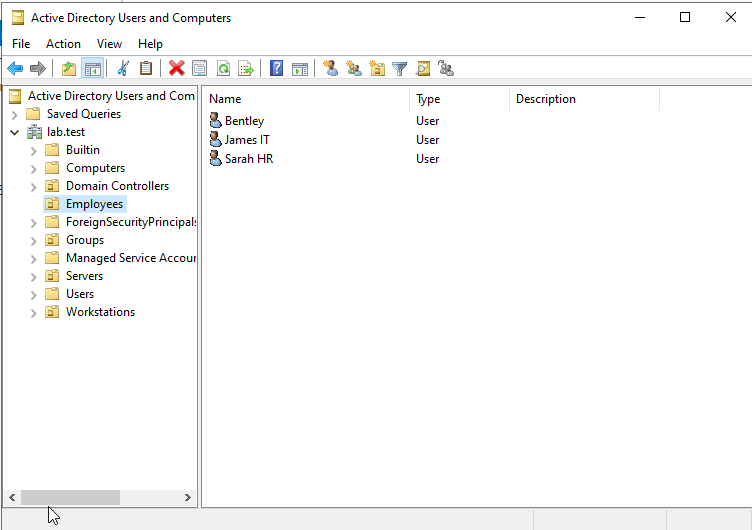 Active Directory Users and Computers
File Action View Help
Active Directory Users and Com
Saved Queries
lab.test
Builtin
Computers
Domain Controllers
Employees
ForeignSecurityPrincipals
Groups
Managed Service Accour
Servers
Users
Workstations
Name Type Description
Bentley User
James IT User
Sarah HR User